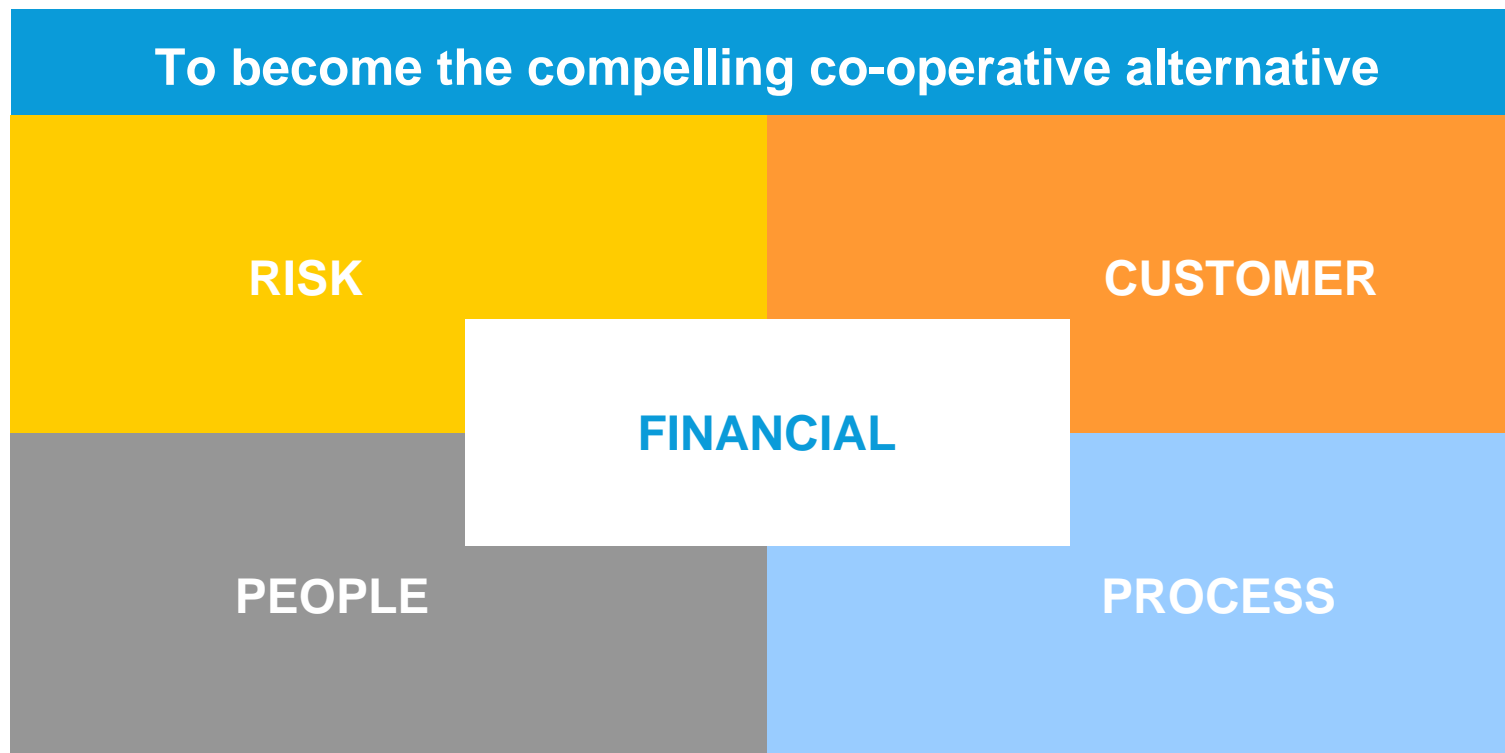 To become the compelling co-operative alternative
RISK
CUSTOMER
FINANCIAL
PEOPLE
PROCESS